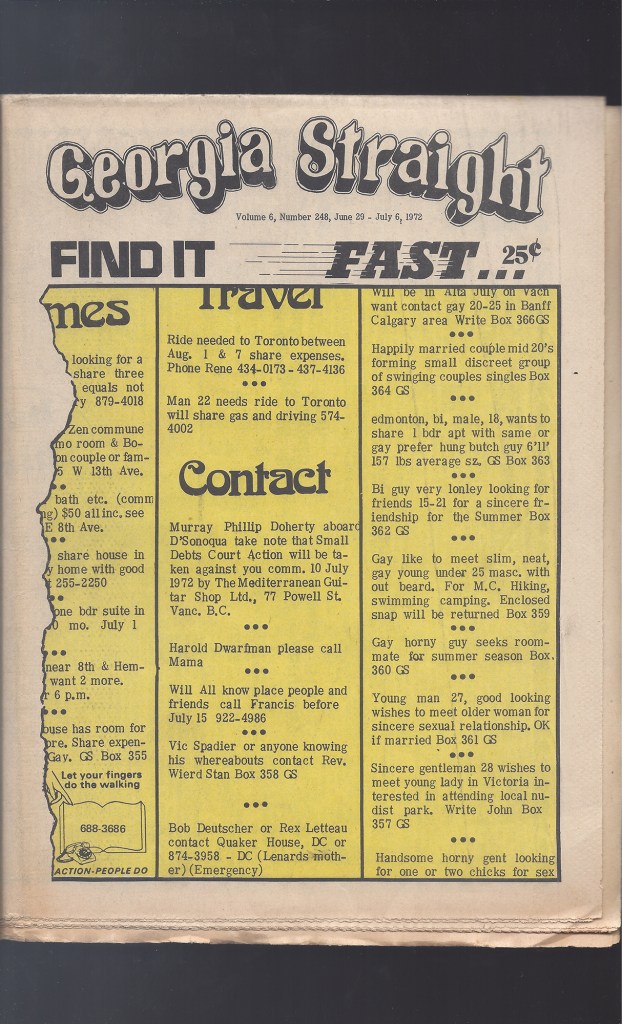 Georgia Straight
Volume 6, Number 248, June 29 - July 6, 1972
FIND IT FAST... 25¢
mes
looking for a
share three
equals not
y 879-4018
Zen commune
mo room & Bo-
on couple or fam-
5 W 13th Ave.
bath etc. (comm
ng) $50 all inc. see
E 8th Ave.
share house in
y home with good
255-2250
one bdr suite in
0 mo. July 1
near 8th & Hem-
want 2 more.
r 6 p.m.
ouse has room for
ore. Share expen-
Gay. GS Box 355
Let your fingers
do the walking
688-3686
ACTION-PEOPLE DO
Travel
Ride needed to Toronto between
Aug. 1 & 7 share expenses.
Phone Rene 434-0173 - 437-4136
Man 22 needs ride to Toronto
will share gas and driving 574-
4002
Contact
Murray Phillip Doherty aboard
D'Sonoqua take note that Small
Debts Court Action will be ta-
ken against you comm. 10 July
1972 by The Mediterranean Gui-
tar Shop Ltd., 77 Powell St.
Vanc. B.C.
Harold Dwarfman please call
Mama
Will All know place people and
friends call Francis before
July 15 922-4986
Vic Spadier or anyone knowing
his whereabouts contact Rev.
Wierd Stan Box 358 GS
Bob Deutscher or Rex Letteau
contact Quaker House, DC or
874-3958 - DC (Lenards moth-
er) (Emergency)
Will be in Alta July on vach
want contact gay 20-25 in Banff
Calgary area Write Box 366GS
Happily married couple mid 20's
forming small discreet group
of swinging couples singles Box
364 GS
edmonton, bi, male, 18, wants to
share 1 bdr apt with same or
gay prefer hung butch guy 6'11'
157 lbs average sz. GS Box 363
Bi guy very lonley looking for
friends 15-21 for a sincere fr-
iendship for the Summer Box
362 GS
Gay like to meet slim, neat,
gay young under 25 masc. with
out beard. For M.C. Hiking,
swimming camping. Enclosed
snap will be returned Box 359
Gay horny guy seeks room-
mate for summer season Box.
360 GS
Young man 27, good looking
wishes to meet older woman for
sincere sexual relationship. OK
if married Box 361 GS
Sincere gentleman 28 wishes to
meet young lady in Victoria in-
terested in attending local nu-
dist park. Write John Box
357 GS
Handsome horny gent looking
for one or two chicks for sex